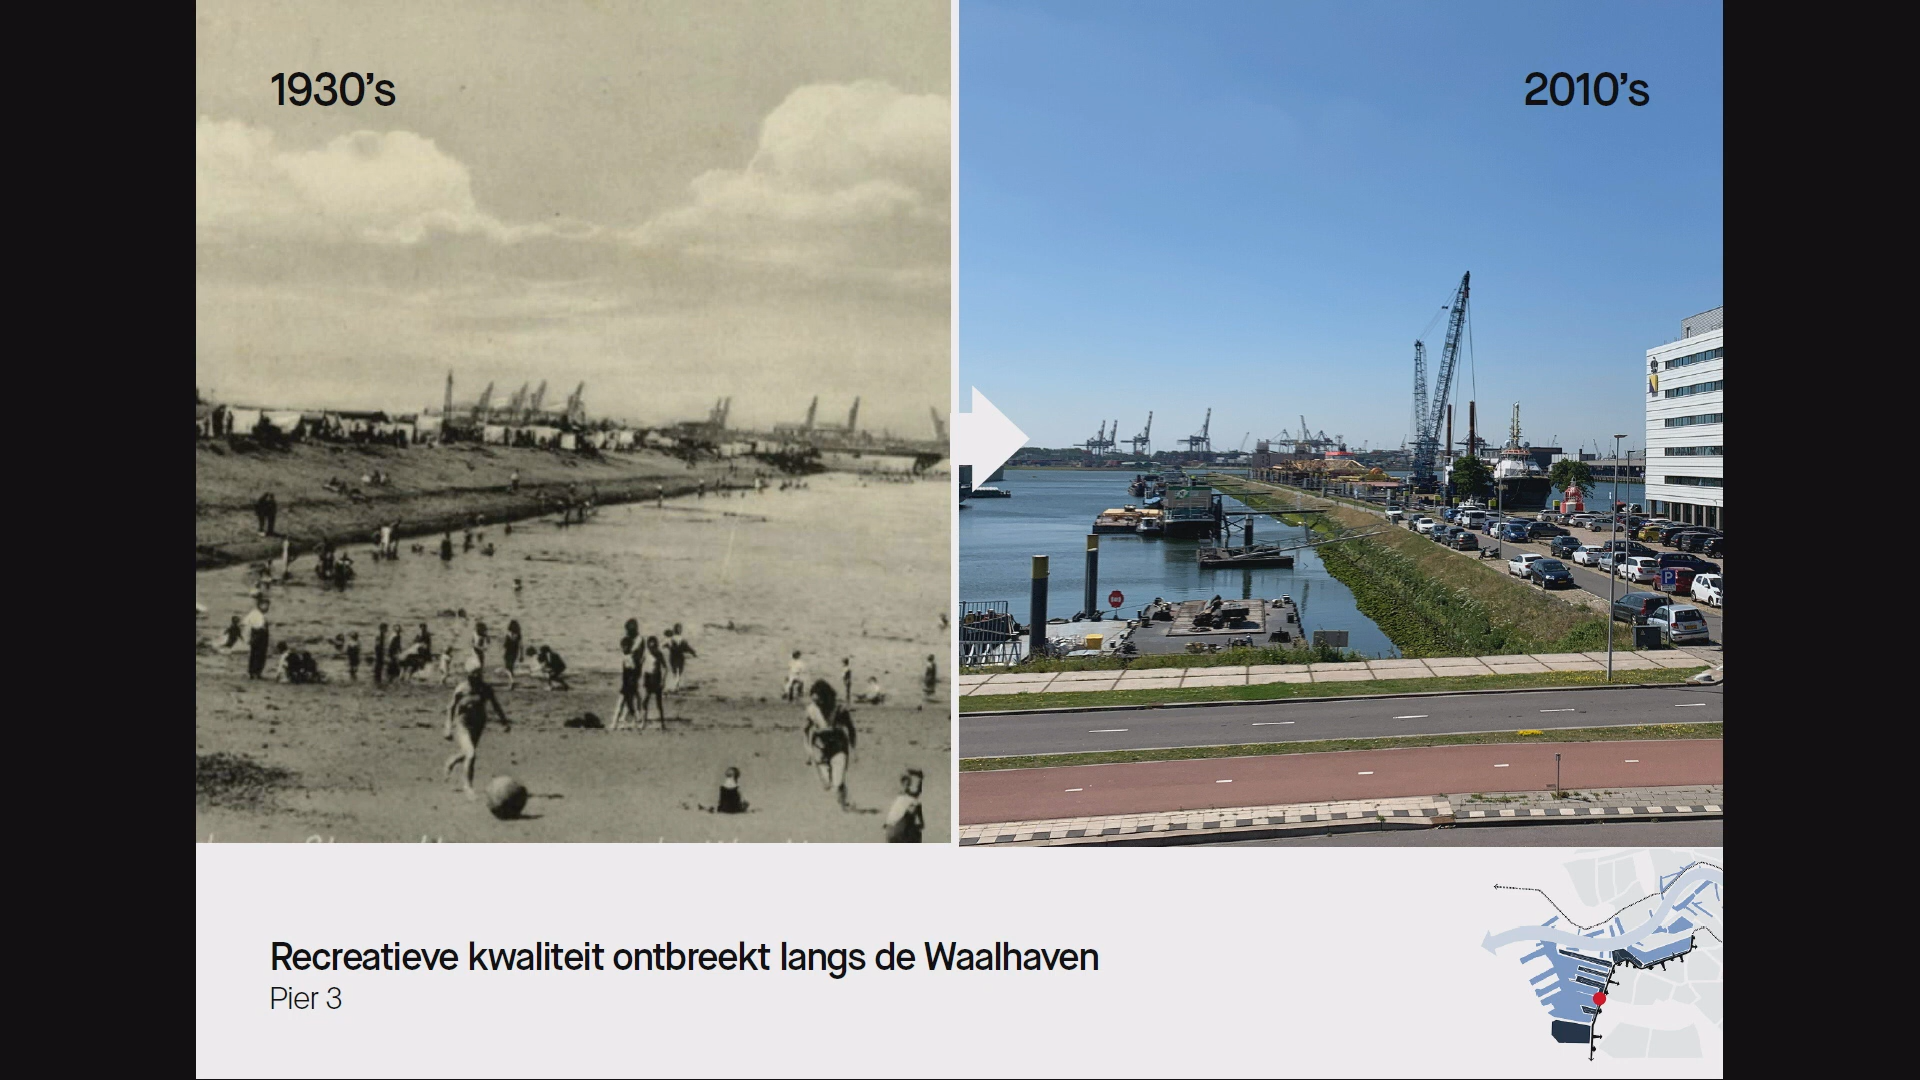 1930’s
2010’s
Recreatieve kwaliteit ontbreekt langs de Waalhaven
Pier 3
P